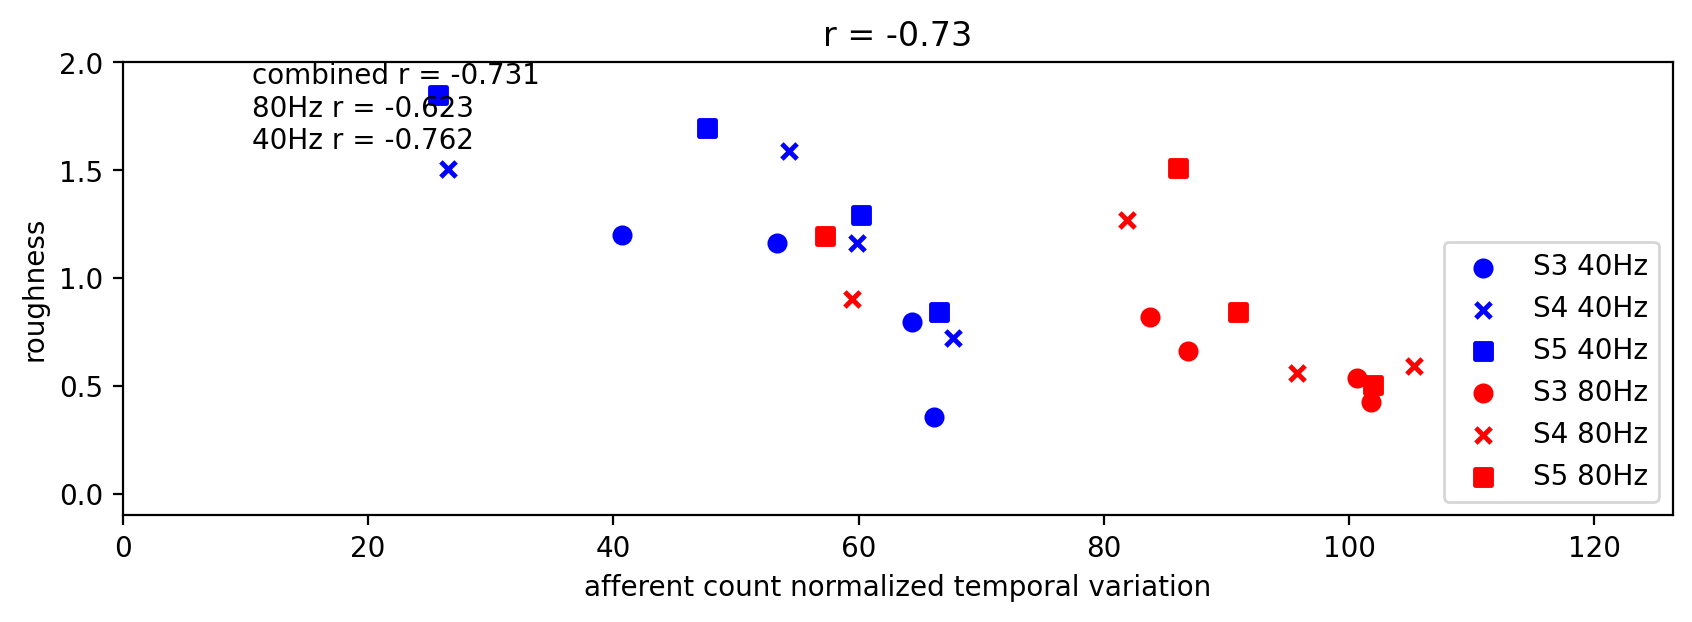 r = -0.73
combined r = -0.731
80Hz r = -0.623
40Hz r = -0.762
roughness
2.0
1.5
1.0
0.5
0.0
0 20 40 60 80 100 120
afferent count normalized temporal variation
S3 40Hz
S4 40Hz
S5 40Hz
S3 80Hz
S4 80Hz
S5 80Hz